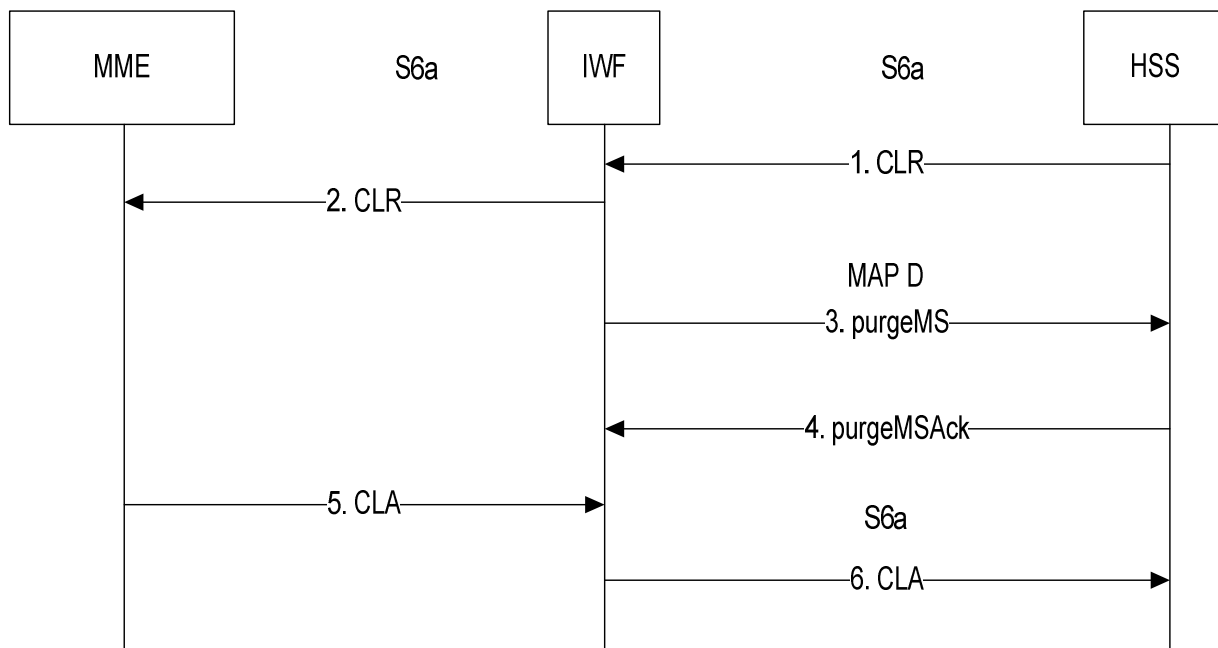 MME
S6a
IWF
S6a
HSS
1. CLR
2. CLR
MAP D
3. purgeMS
4. purgeMSAck
5. CLA
S6a
6. CLA